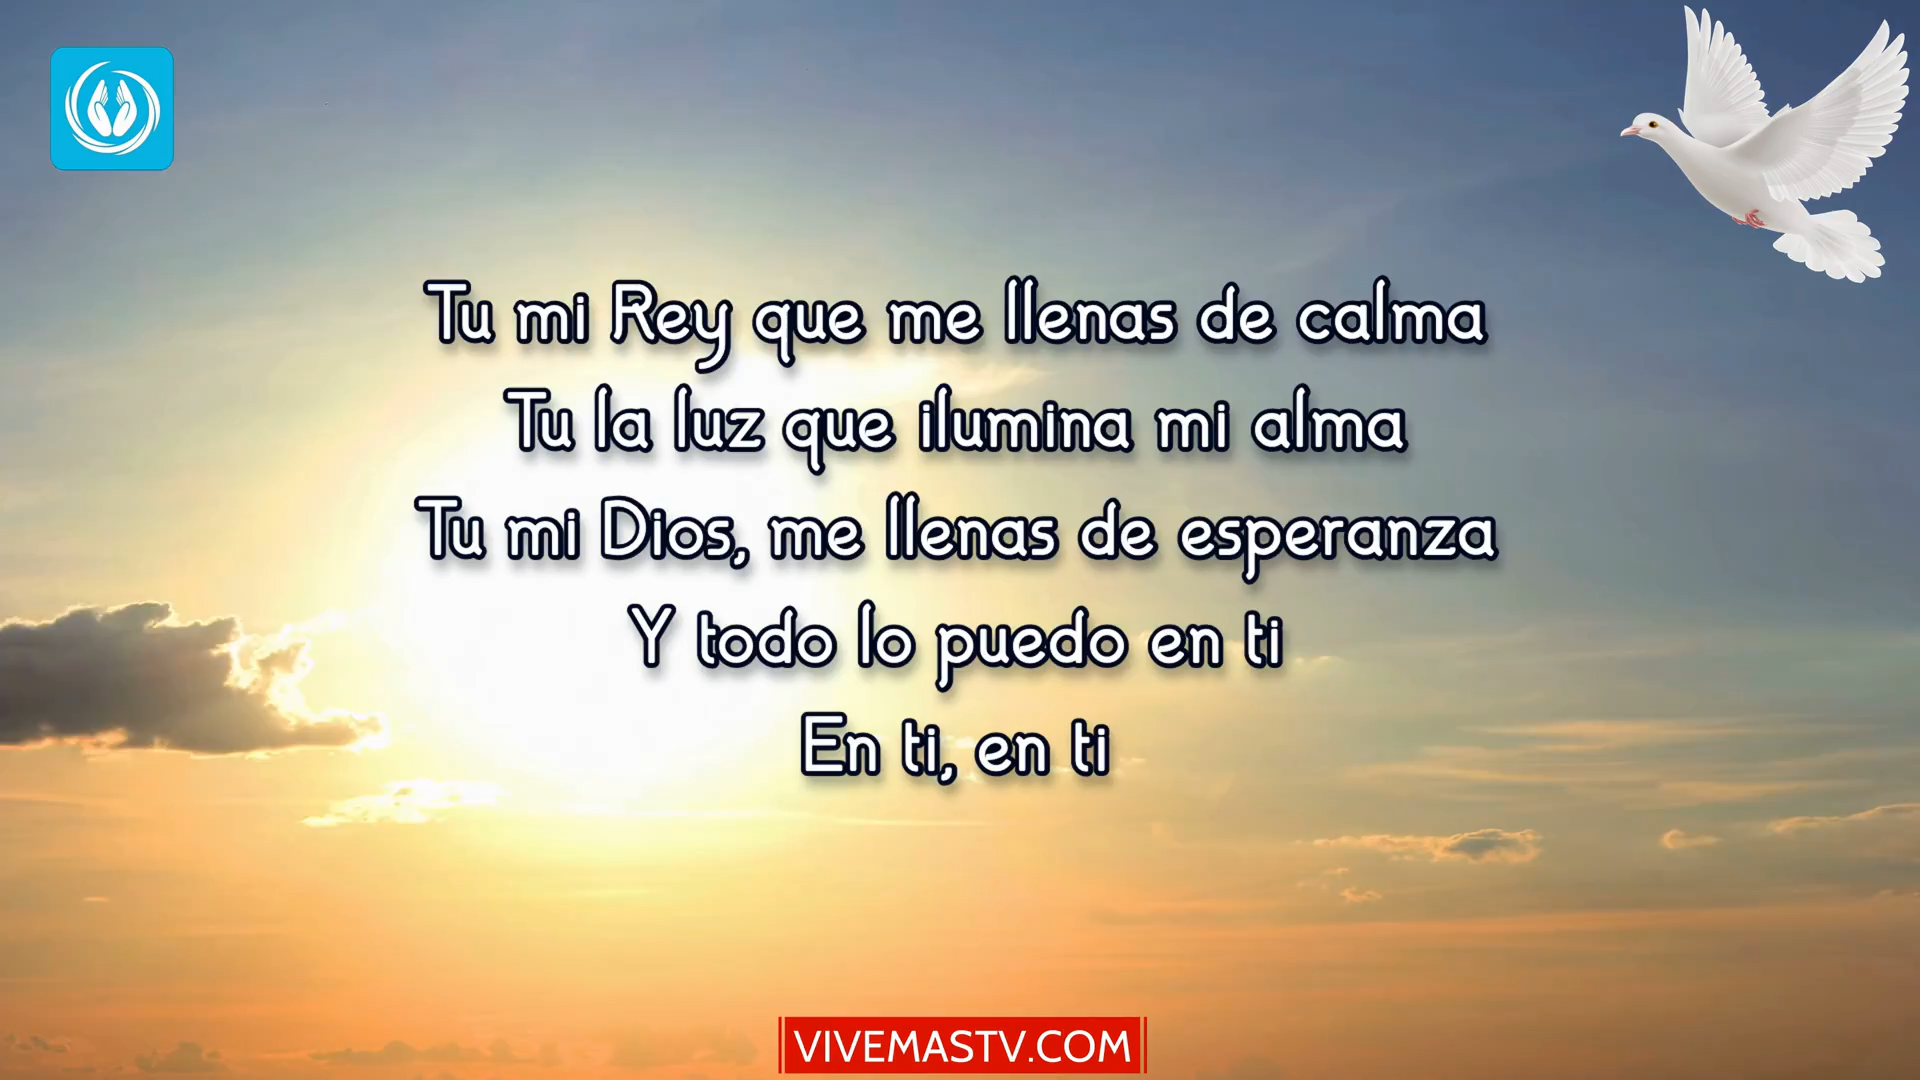 Tu mi Rey que me llenas de calma
Tu la luz que ilumina mi alma
Tu mi Dios, me llenas de esperanza
Y todo lo puedo en ti
En ti, en ti
VIVEMASTV.COM